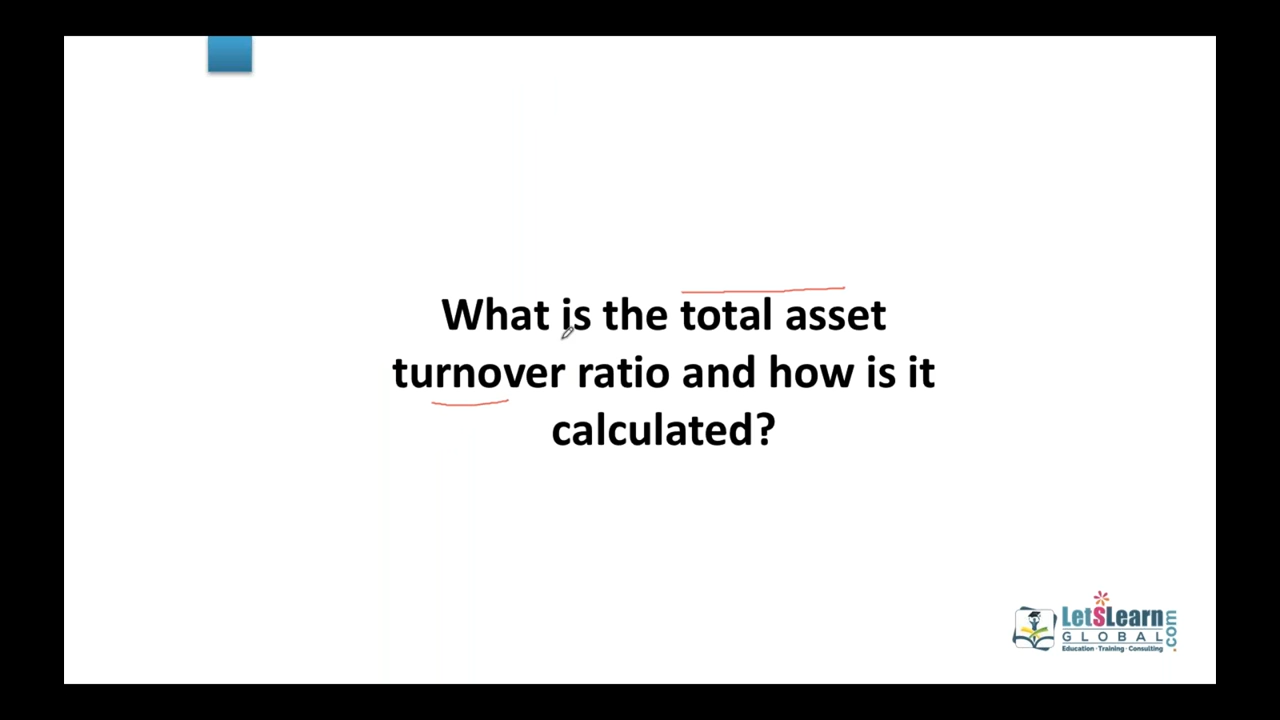 What is the total asset
turnover ratio and how is it
calculated?
LetSLearn
GLOBAL
.com
Education · Training · Consulting